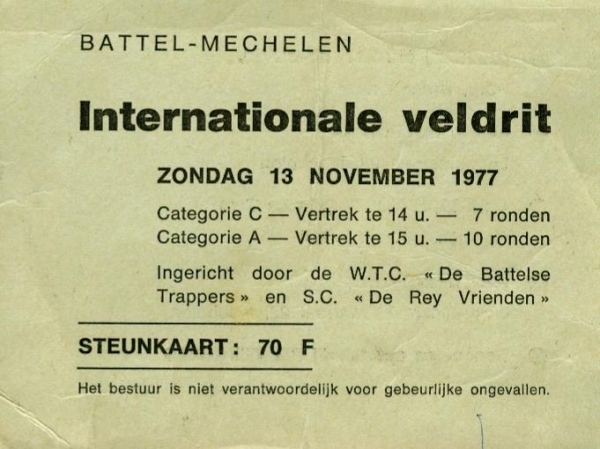 BATTEL-MECHELEN
Internationale veldrit
ZONDAG 13 NOVEMBER 1977
Categorie C — Vertrek te 14 u. — 7 ronden
Categorie A — Vertrek te 15 u. — 10 ronden
Ingericht door de W.T.C. « De Battelse
Trappers » en S.C. « De Rey Vrienden »
STEUNKAART: 70 F
Het bestuur is niet verantwoordelijk voor gebeurlijke ongevallen.